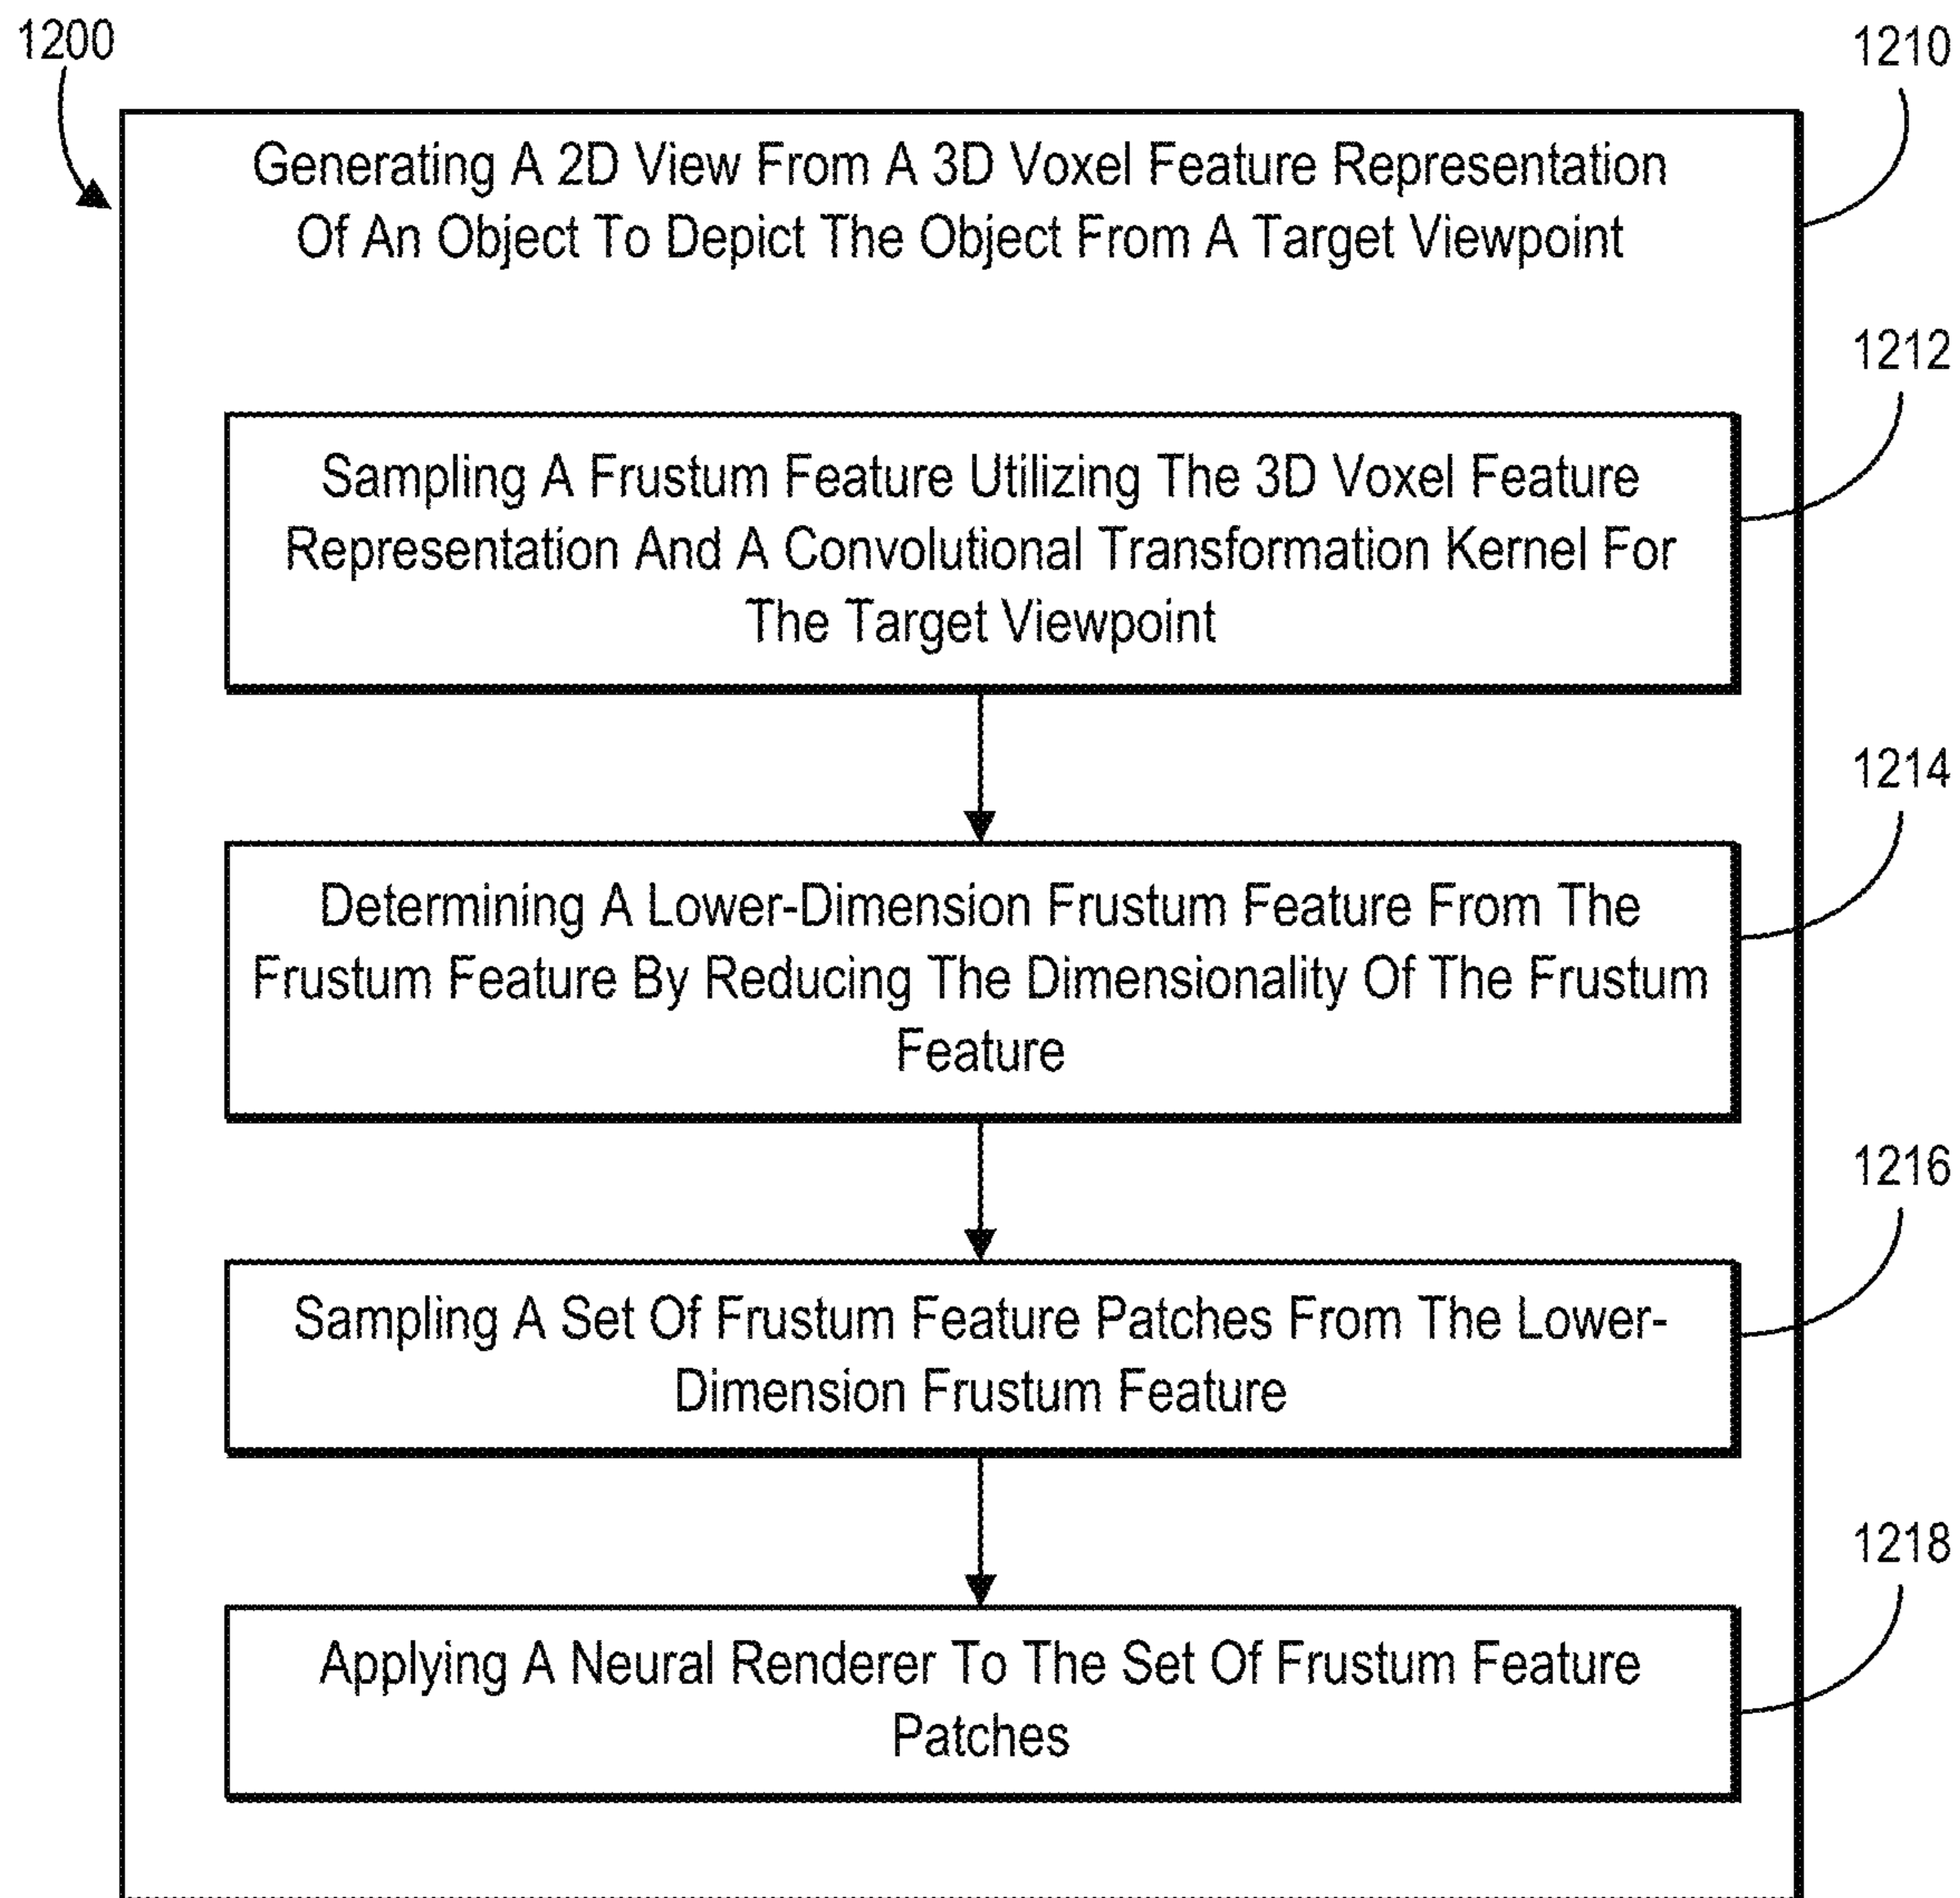 1200
1210
Generating A 2D View From A 3D Voxel Feature Representation
Of An Object To Depict The Object From A Target Viewpoint
1212
Sampling A Frustum Feature Utilizing The 3D Voxel Feature
Representation And A Convolutional Transformation Kernel For
The Target Viewpoint
1214
Determining A Lower-Dimension Frustum Feature From The
Frustum Feature By Reducing The Dimensionality Of The Frustum
Feature
1216
Sampling A Set Of Frustum Feature Patches From The Lower-
Dimension Frustum Feature
1218
Applying A Neural Renderer To The Set Of Frustum Feature
Patches